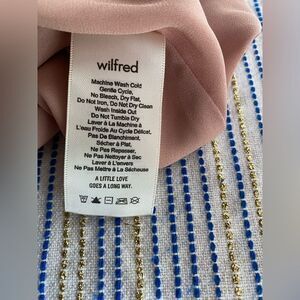 wilfred
Machine Wash Cold
Gentle Cycle,
No Bleach, Dry Flat,
Do Not Iron, Do Not Dry Clean
Wash Inside Out
Do Not Tumble Dry
Laver à La Machine à
L'eau Froide Au Cycle Délicat,
Pas De Blanchiment,
Sécher à Plat,
Ne Pas Repasser,
Ne Pas Nettoyer à Sec
Laver à L'envers
Ne Pas Mettre à La Sécheuse
A LITTLE LOVE
GOES A LONG WAY.